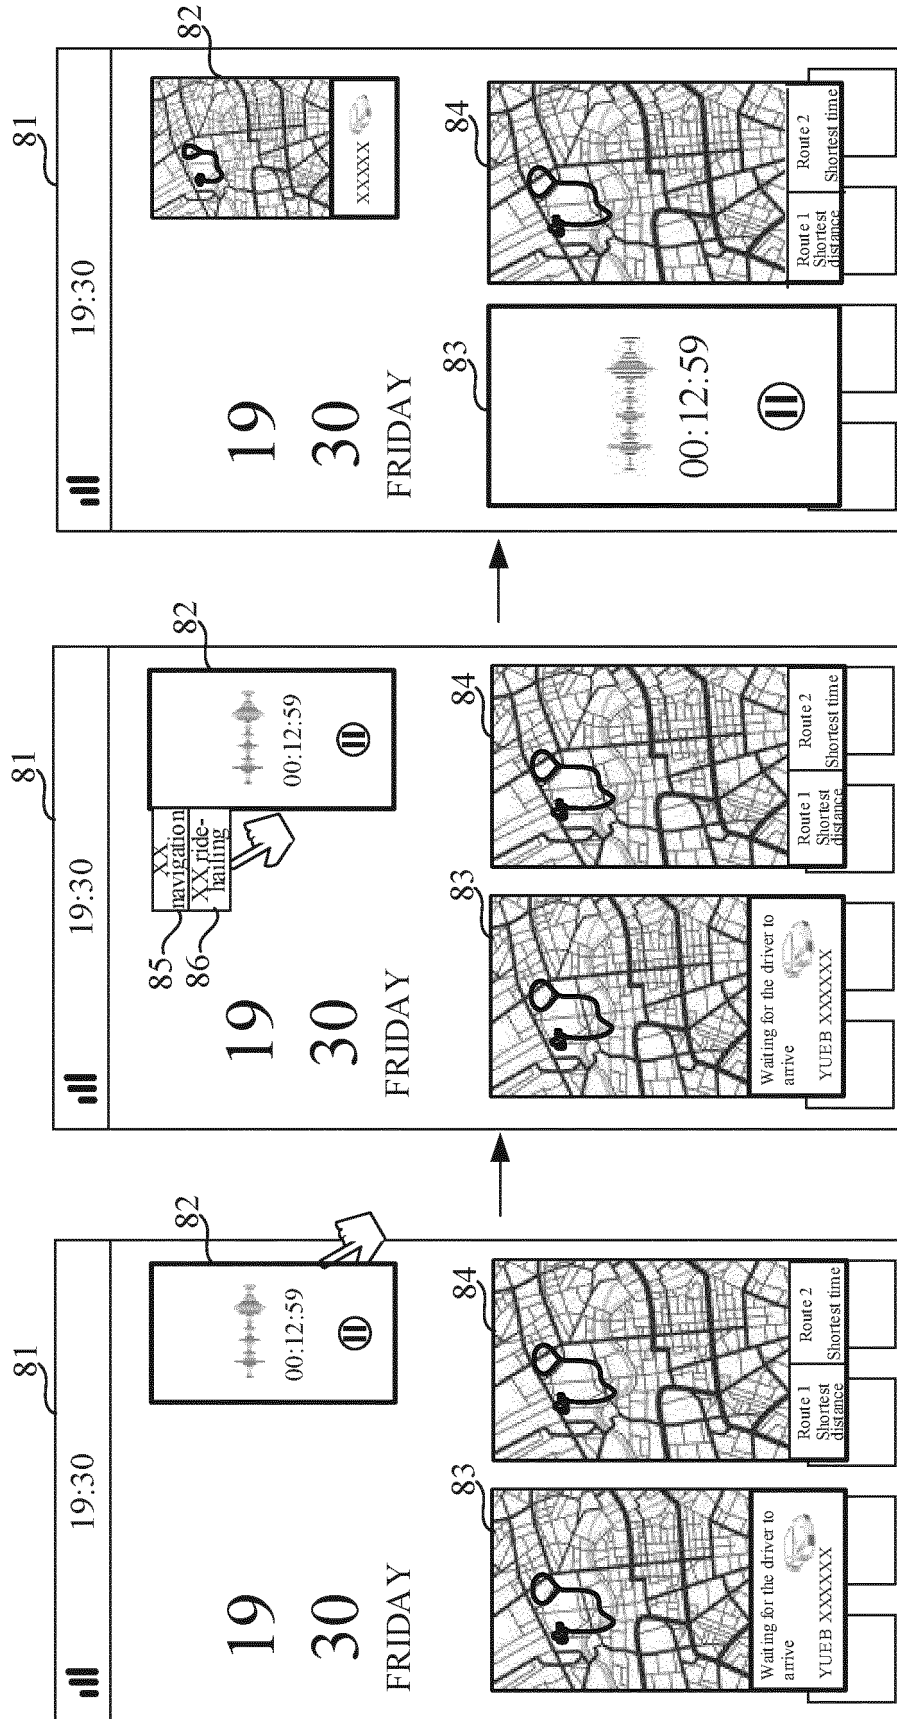 81
19:30
82
19
00:12:59
30
FRIDAY
83
84
Waiting for the driver to
arrive
YUEB XXXXXX
Route 1
Shortest
distance
Route 2
Shortest time
81
19:30
82
85
XX
navigation
86
XX ride-
hailing
19
00:12:59
30
FRIDAY
83
84
Waiting for the driver to
arrive
YUEB XXXXXX
Route 1
Shortest
distance
Route 2
Shortest time
81
19:30
82
19
30
XXXXX
FRIDAY
83
84
00:12:59
Route 1
Shortest
distance
Route 2
Shortest time